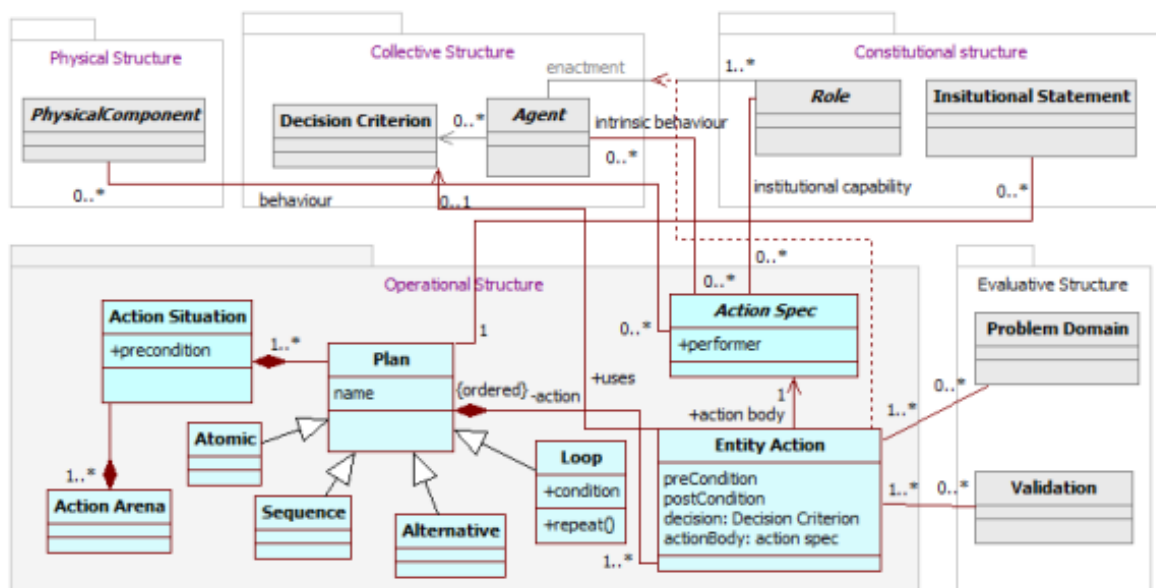 Physical Structure
Collective Structure
Constitutional structure
enactment
1..*
PhysicalComponent
Decision Criterion
0..*
Agent
Role
Insitutional Statement
intrinsic behaviour
0..*
0..*
behaviour
0..1
institutional capability
0..*
Operational Structure
0..*
0..*
Evaluative Structure
Action Situation
+precondition
1..*
1
Plan
name
{ordered}
-action
0..*
Action Spec
+performer
Problem Domain
+uses
1
0..*
+action body
1..*
Atomic
Loop
+condition
+repeat()
Entity Action
preCondition
postCondition
decision: Decision Criterion
actionBody: action spec
1..*
Action Arena
Sequence
Alternative
1..*
1..*
0..*
Validation